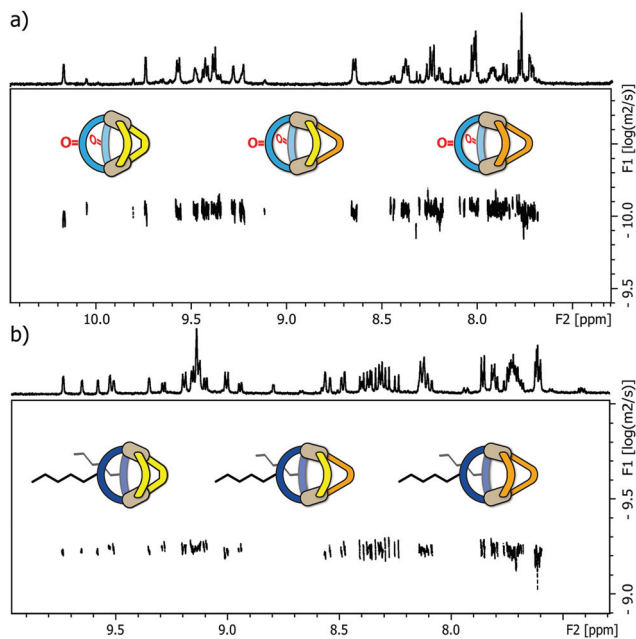 a)
O=
O=
O=
O=
O=
O=
- 10.0
- 9.5
F1 [log(m2/s)]
10.0 9.5 9.0 8.5 8.0 F2 [ppm]
b)
- 9.5
- 9.0
F1 [log(m2/s)]
9.5 9.0 8.5 8.0 F2 [ppm]